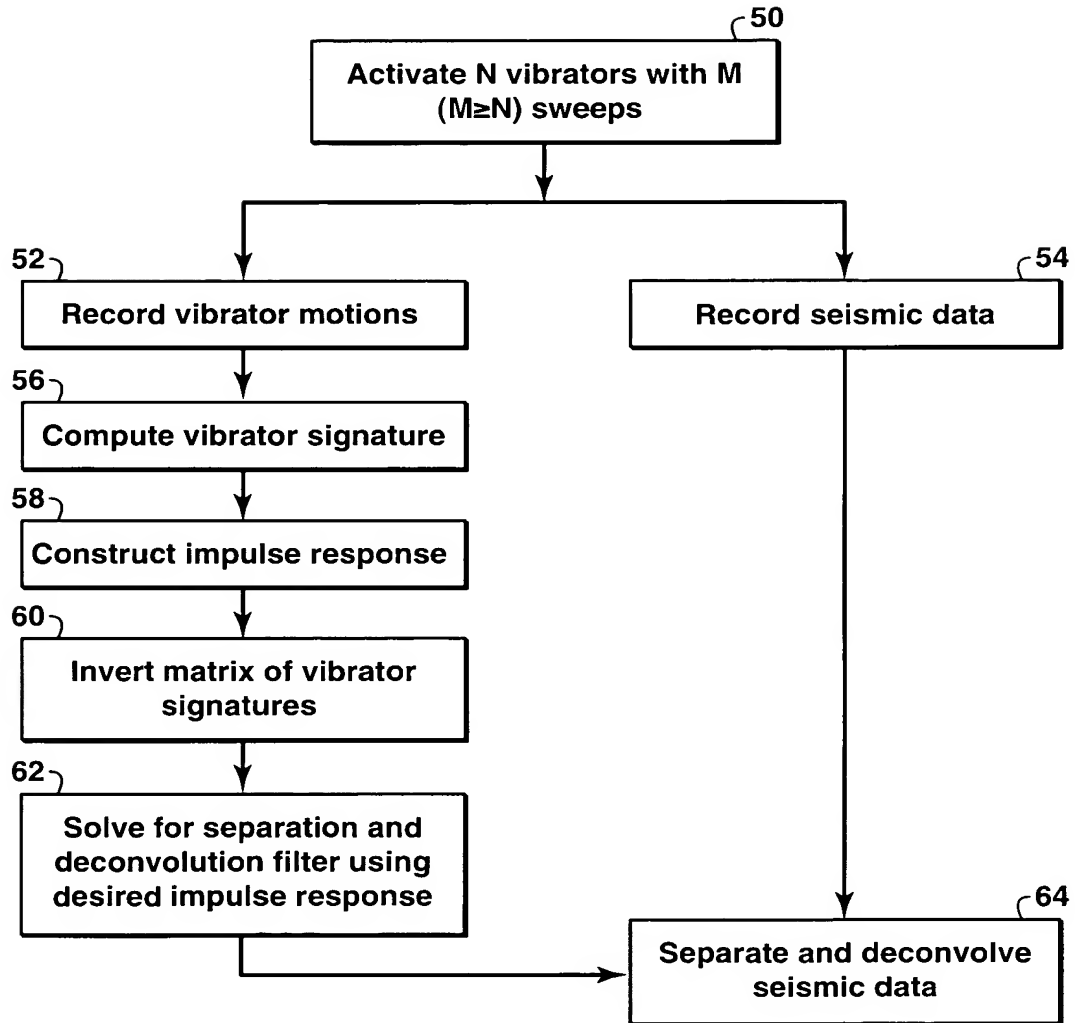 50
Activate N vibrators with M
(M≥N) sweeps
52
Record vibrator motions
54
Record seismic data
56
Compute vibrator signature
58
Construct impulse response
60
Invert matrix of vibrator
signatures
62
Solve for separation and
deconvolution filter using
desired impulse response
64
Separate and deconvolve
seismic data